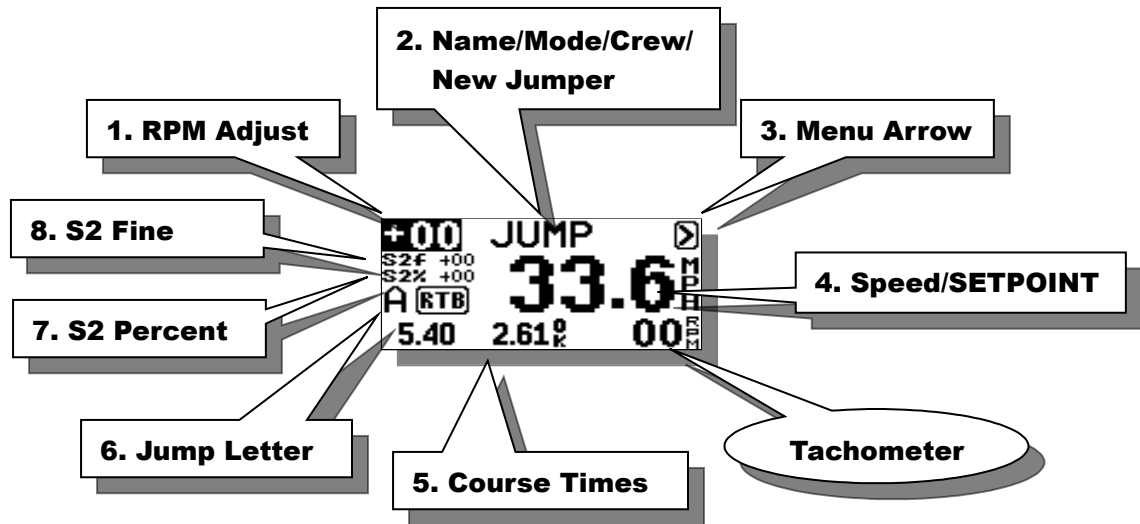 2. Name/Mode/Crew/
New Jumper
1. RPM Adjust
3. Menu Arrow
8. S2 Fine
+00 JUMP >
S2f +00
S2% +00
33.6 MPH
4. Speed/SETPOINT
7. S2 Percent
A RTB
5.40 2.61 OK 00 RPM
6. Jump Letter
Tachometer
5. Course Times